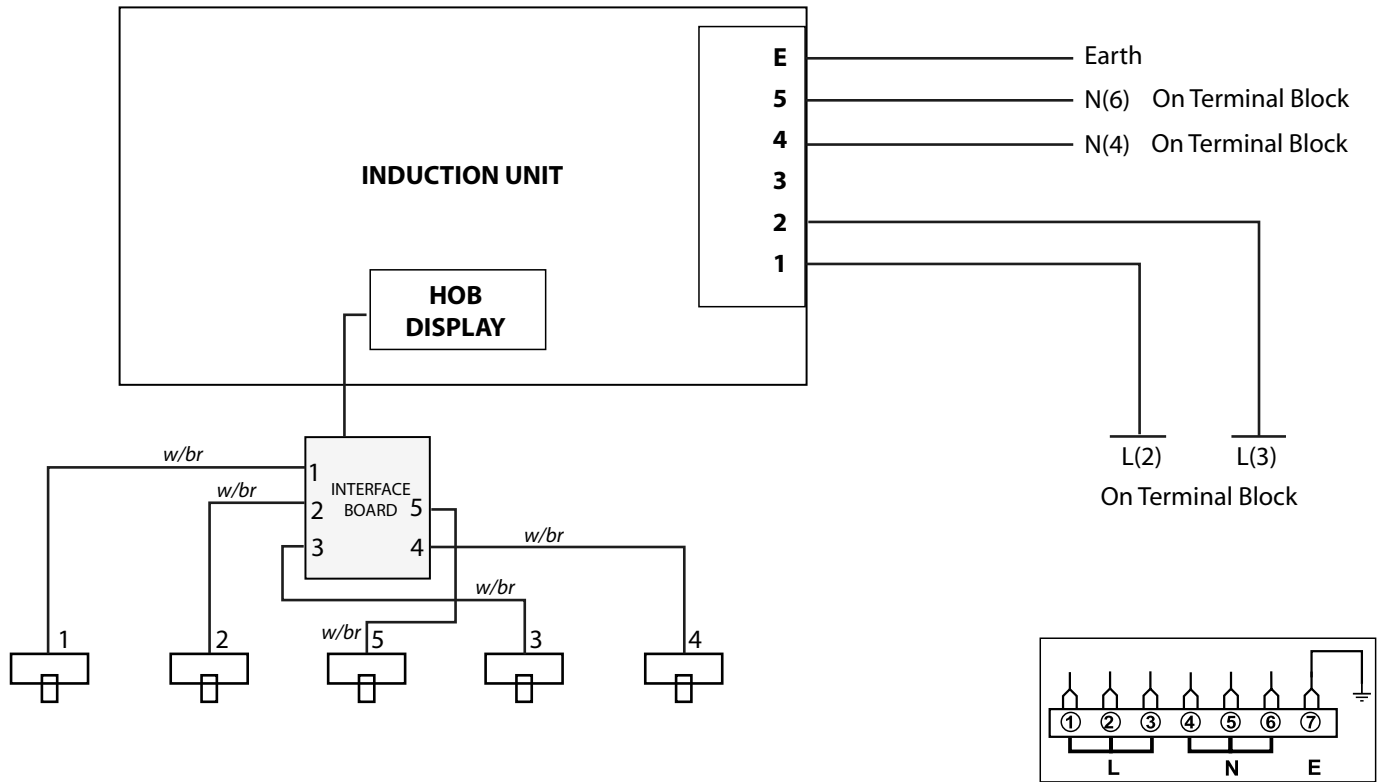 E
5
4
3
2
1
Earth
N(6) On Terminal Block
N(4) On Terminal Block
INDUCTION UNIT
HOB
DISPLAY
L(2) L(3)
On Terminal Block
w/br
w/br
w/br
w/br
w/br
1
2
3
INTERFACE
BOARD
5
4
1 2 5 3 4
1 2 3 4 5 6 7
L N E